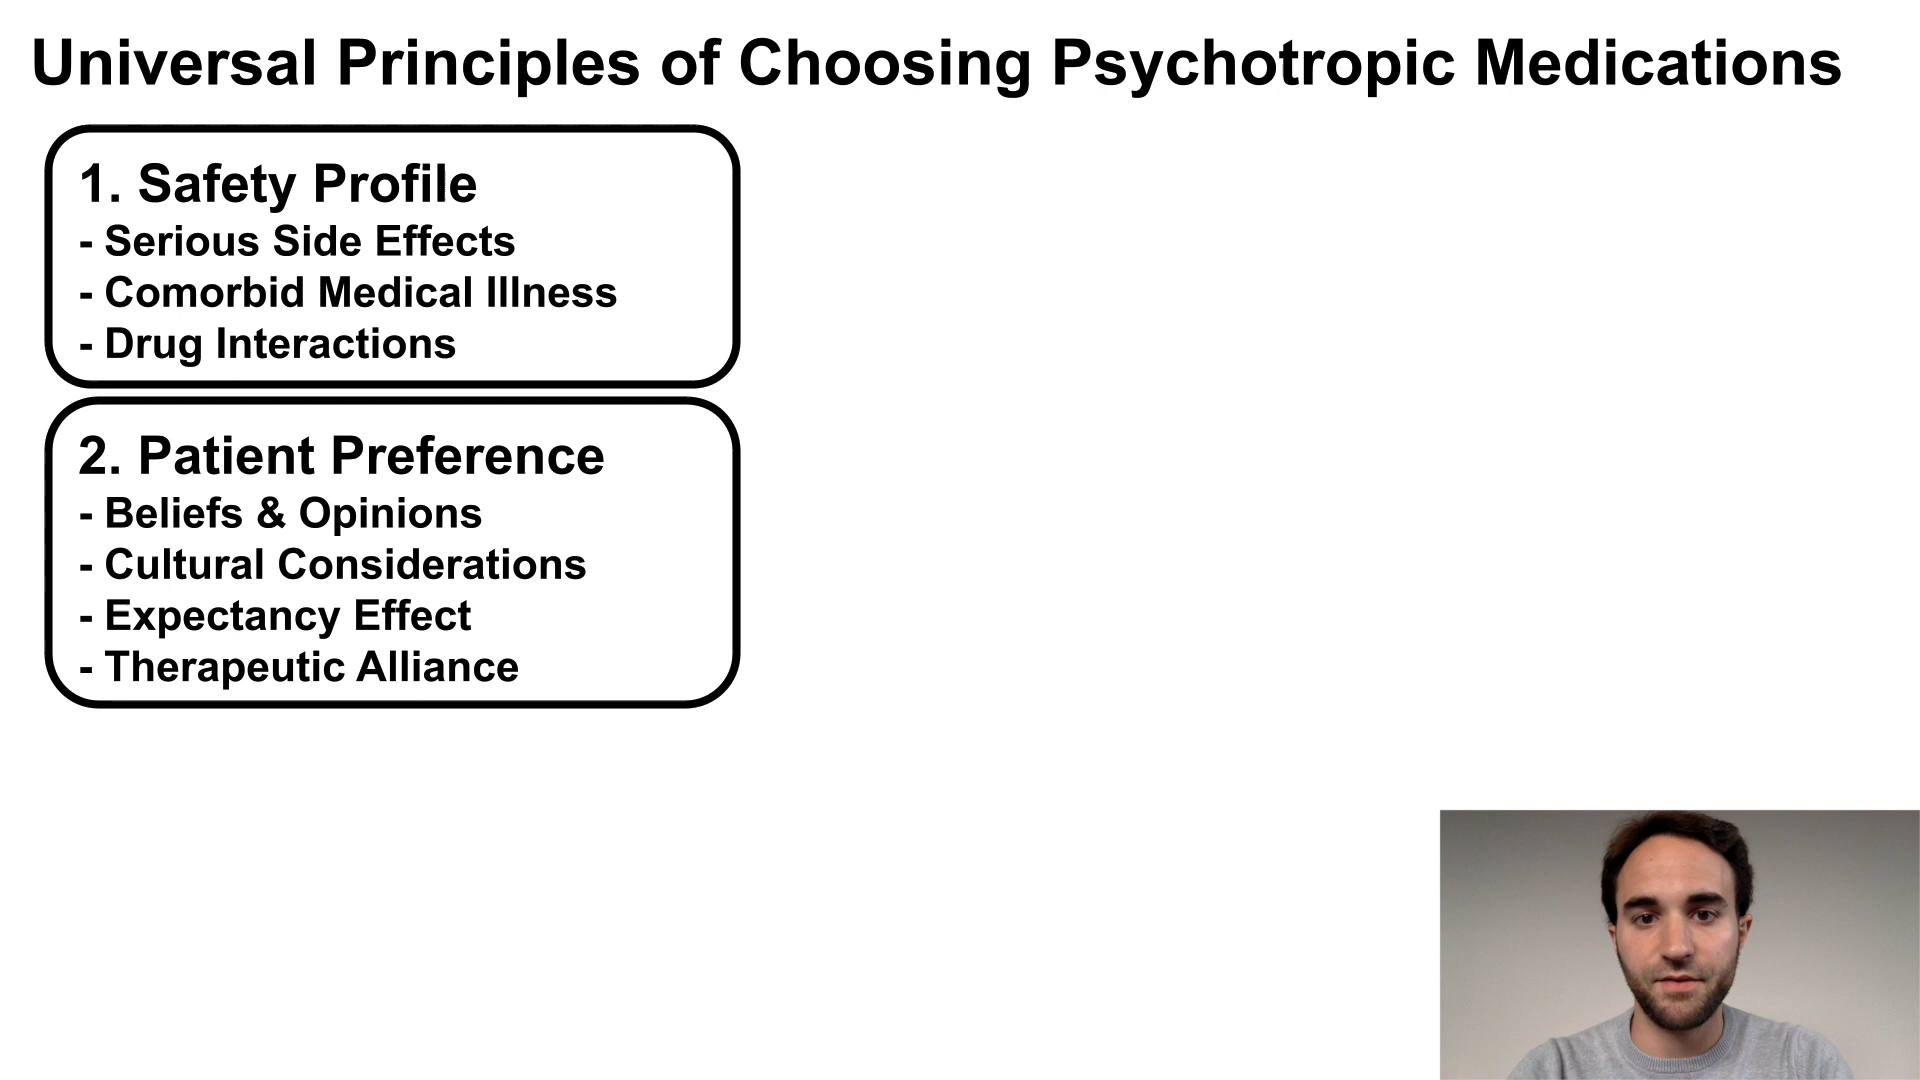 Universal Principles of Choosing Psychotropic Medications
1. Safety Profile
- Serious Side Effects
- Comorbid Medical Illness
- Drug Interactions
2. Patient Preference
- Beliefs & Opinions
- Cultural Considerations
- Expectancy Effect
- Therapeutic Alliance